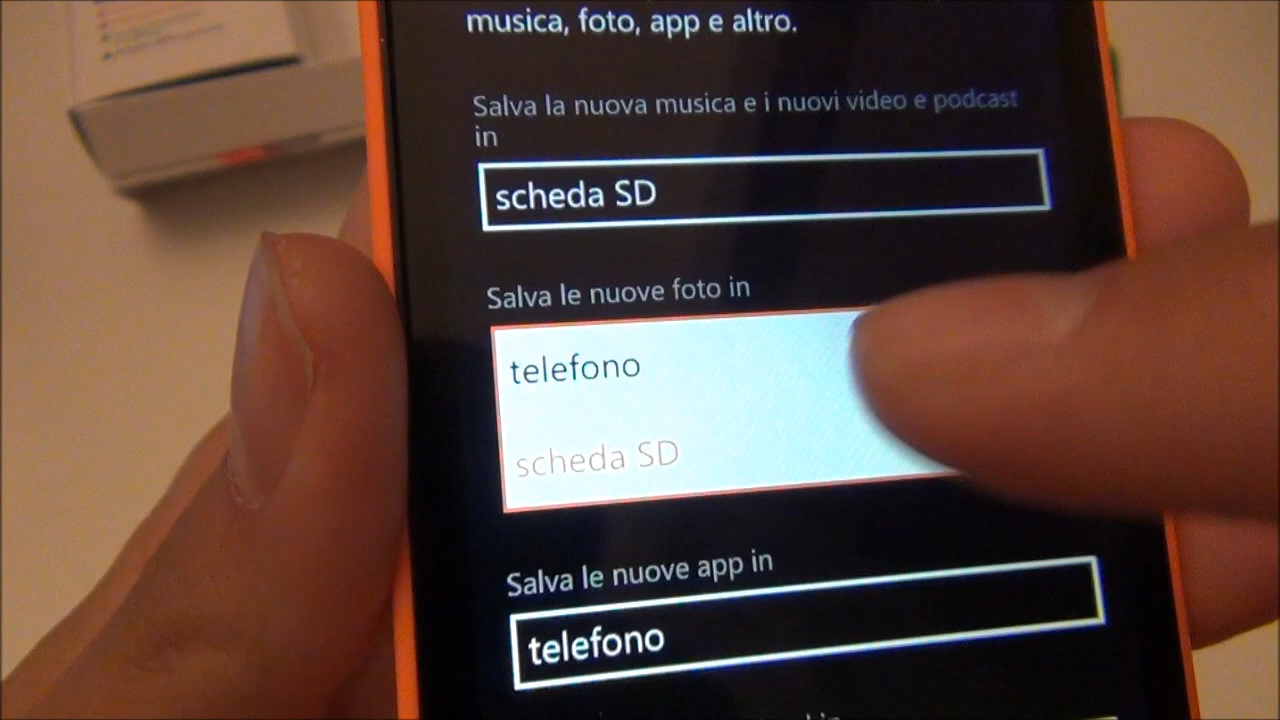 musica, foto, app e altro.
Salva la nuova musica e i nuovi video e podcast
in
scheda SD
Salva le nuove foto in
telefono
scheda SD
Salva le nuove app in
telefono